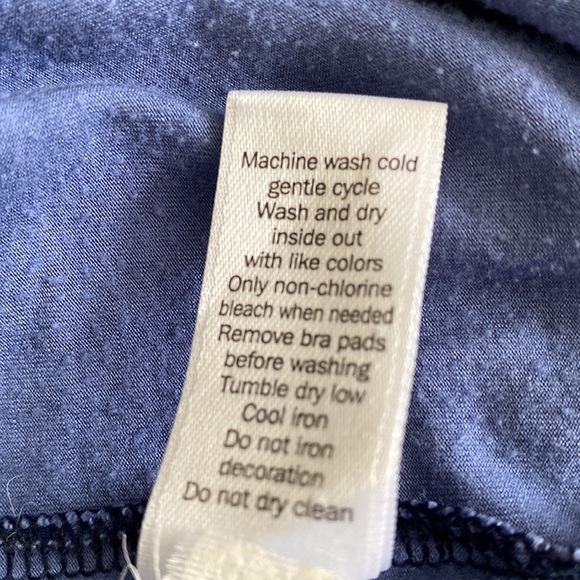 Machine wash cold
gentle cycle
Wash and dry
inside out
with like colors
Only non-chlorine
bleach when needed
Remove bra pads
before washing
Tumble dry low
Cool iron
Do not iron
decoration
Do not dry clean